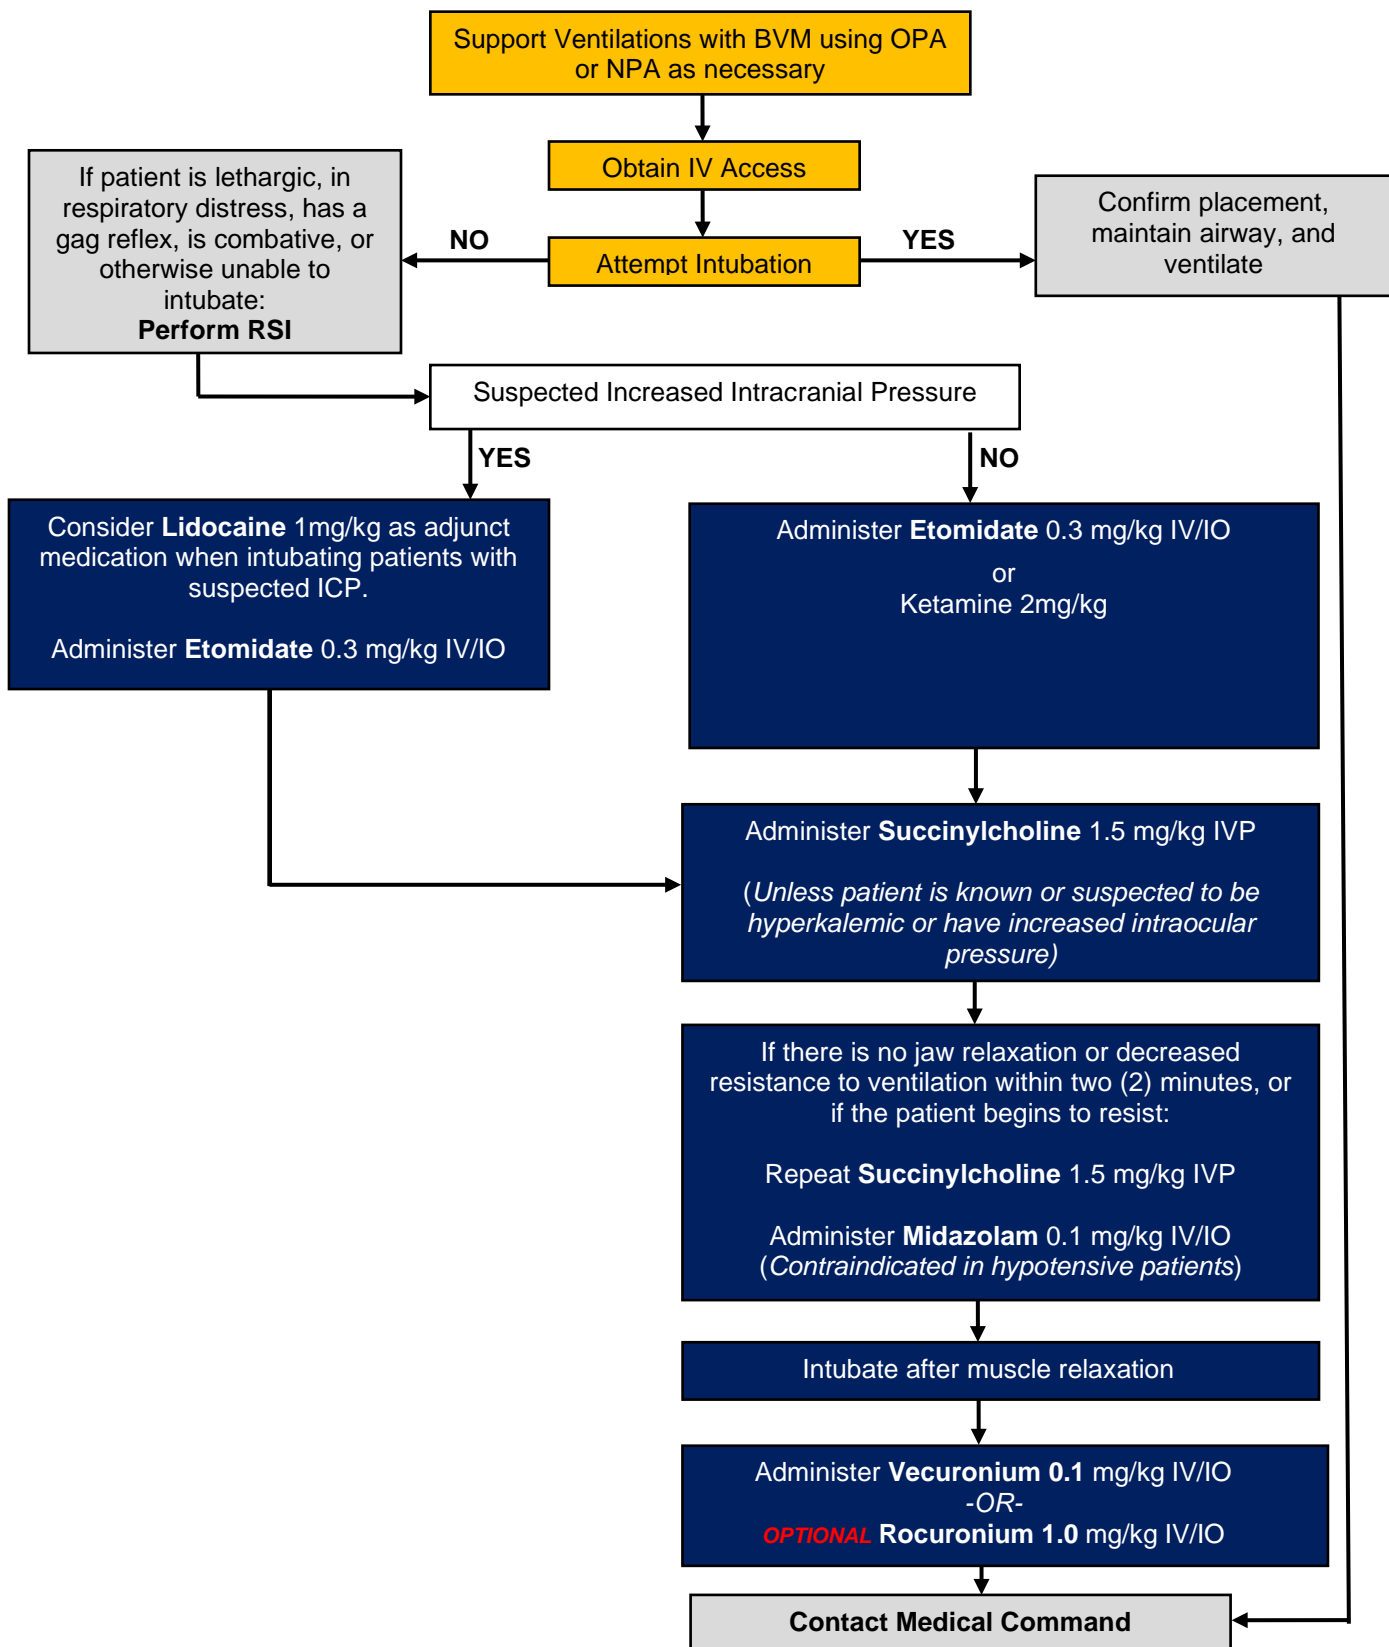 Support Ventilations with BVM using OPA
or NPA as necessary
Obtain IV Access
Attempt Intubation
NO
YES
If patient is lethargic, in
respiratory distress, has a
gag reflex, is combative, or
otherwise unable to
intubate:
Perform RSI
Confirm placement,
maintain airway, and
ventilate
Suspected Increased Intracranial Pressure
YES
NO
Consider Lidocaine 1mg/kg as adjunct
medication when intubating patients with
suspected ICP.
Administer Etomidate 0.3 mg/kg IV/IO
Administer Etomidate 0.3 mg/kg IV/IO
or
Ketamine 2mg/kg
Administer Succinylcholine 1.5 mg/kg IVP
(Unless patient is known or suspected to be
hyperkalemic or have increased intraocular
pressure)
If there is no jaw relaxation or decreased
resistance to ventilation within two (2) minutes, or
if the patient begins to resist:
Repeat Succinylcholine 1.5 mg/kg IVP
Administer Midazolam 0.1 mg/kg IV/IO
(Contraindicated in hypotensive patients)
Intubate after muscle relaxation
Administer Vecuronium 0.1 mg/kg IV/IO
-OR-
OPTIONAL Rocuronium 1.0 mg/kg IV/IO
Contact Medical Command